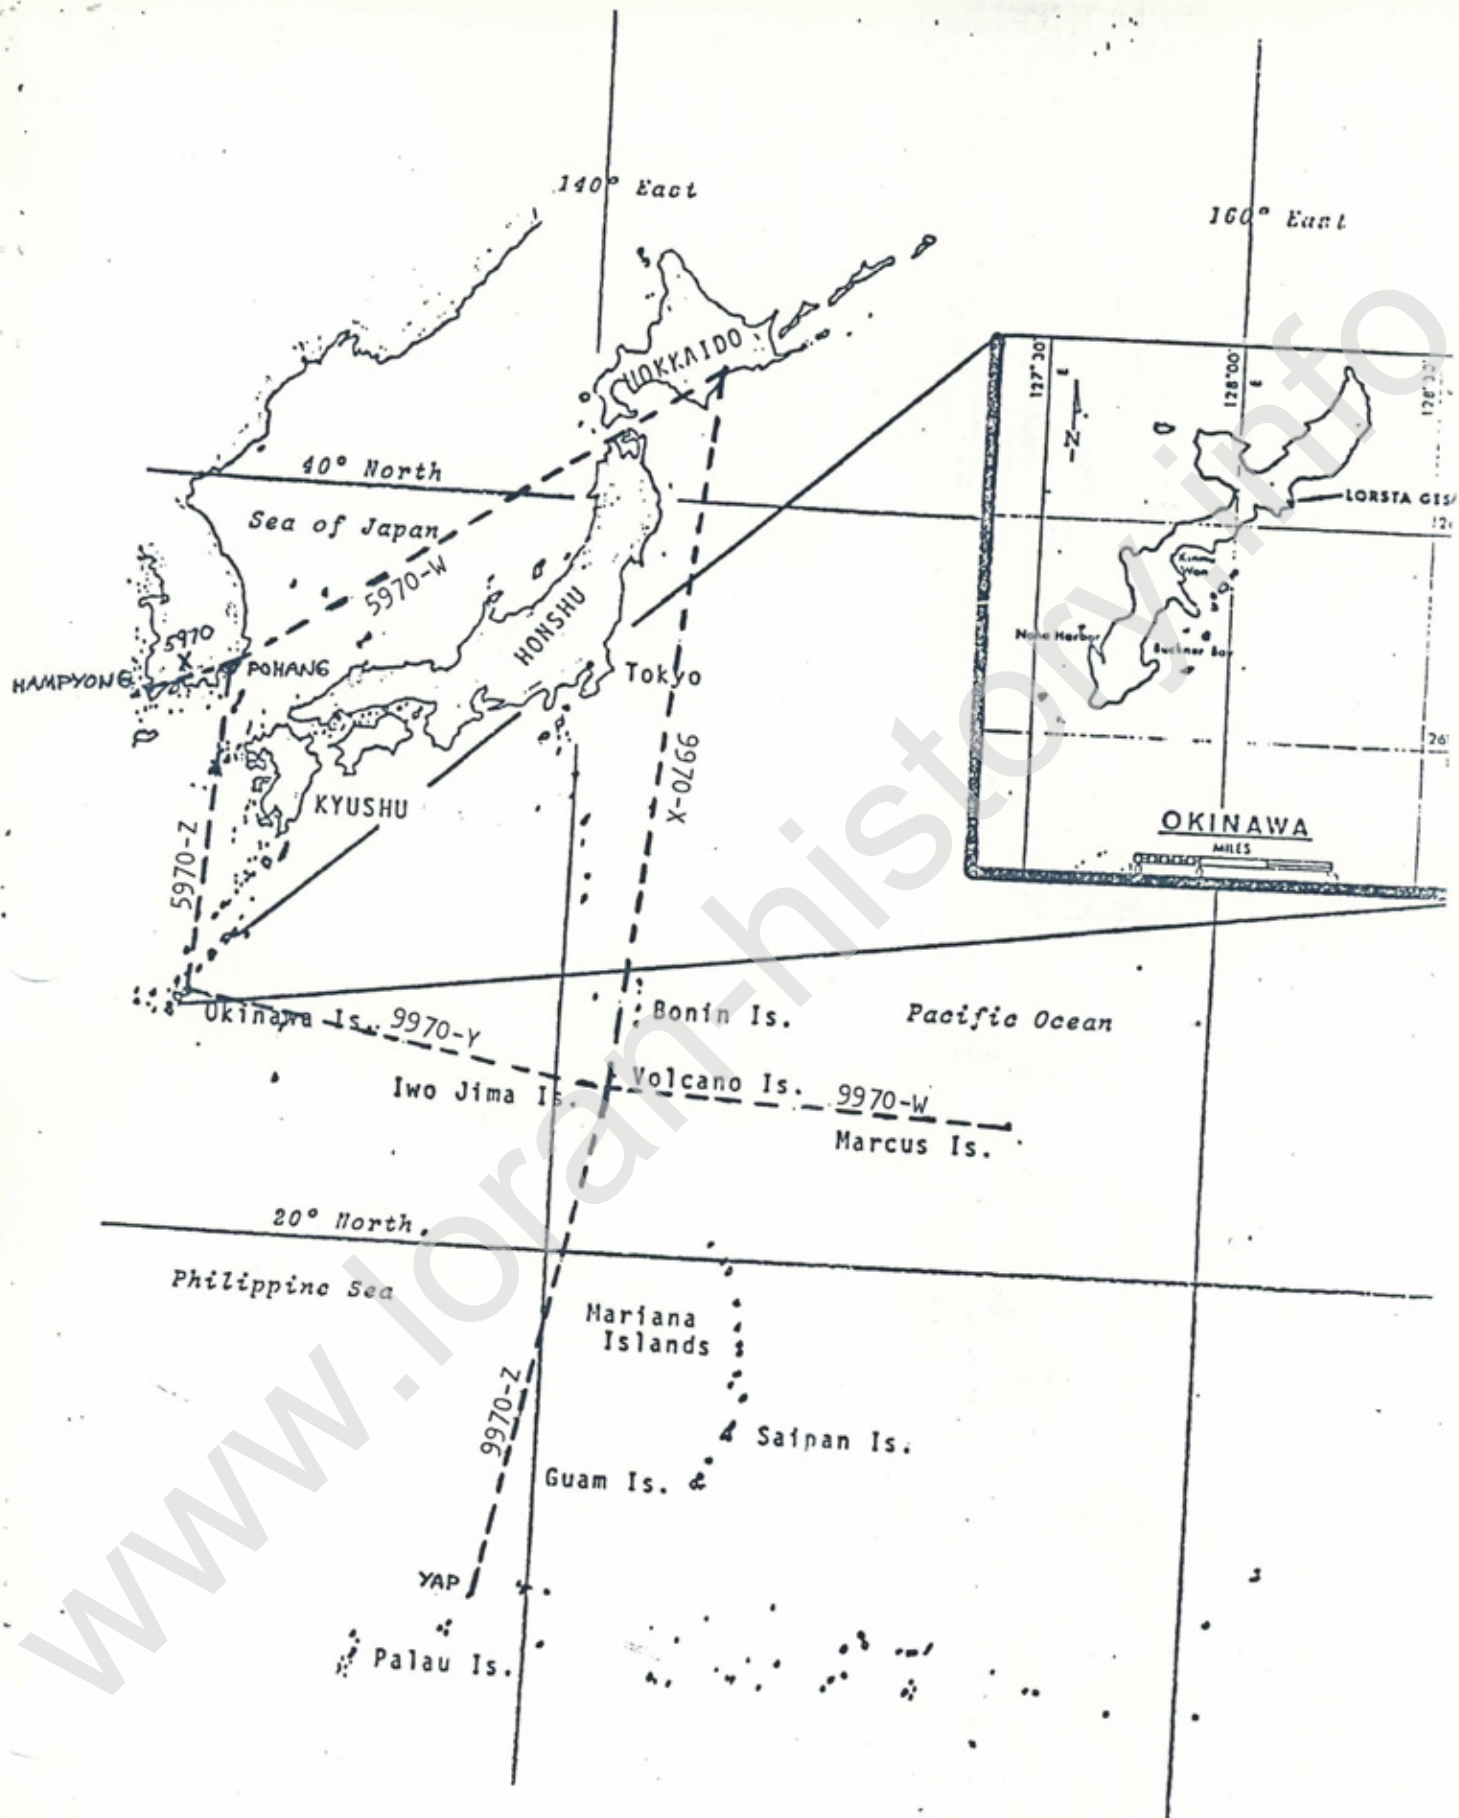 140° East
160° East
HOKKAIDO
127°30'
E
128°00'
E
N
40° North
LORSTA
Sea of Japan
5970-W
HONSHU
Wan
5970
X
Harbor
HAMPYONG
POHANG
Buckner Bay
Tokyo
26
9970-X
KYUSHU
OKINAWA
MILES
5970-Z
Okinawa Is.
9970-Y
Bonin Is.
Pacific Ocean
Iwo Jima Is.
Volcano Is.
9970-W
Marcus Is.
20° North
Philippine Sea
Mariana
Islands
9970-Z
Saipan Is.
Guam Is.
YAP
Palau Is.
www.loran-history.info